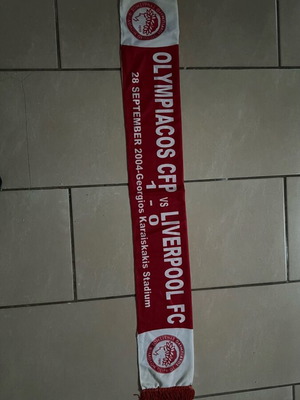 OLYMPIACOS CFP vs LIVERPOOL FC
1 - 0
28 SEPTEMBER 2004-Georgios Karaiskakis Stadium